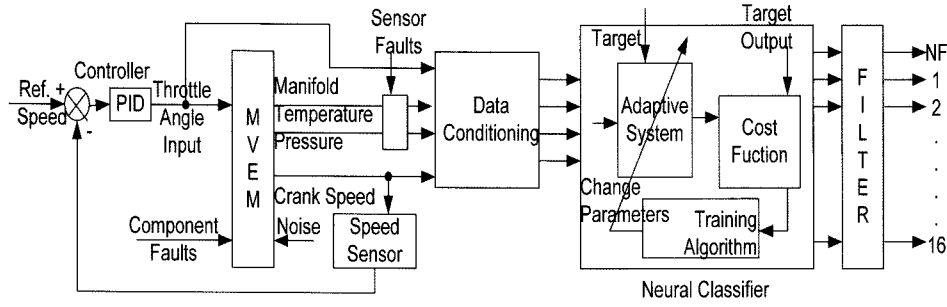 Sensor
Faults
Target
Target
Output
NF
1
2
.
.
.
.
.
16
Controller
Ref. +
Speed
-
PID
Throttle
Angle
Input
M
V
E
M
Manifold
Temperature
Pressure
Crank Speed
Noise
Component
Faults
Speed
Sensor
Data
Conditioning
Adaptive
System
Cost
Fuction
Change
Parameters
Training
Algorithm
F
I
L
T
E
R
Neural Classifier